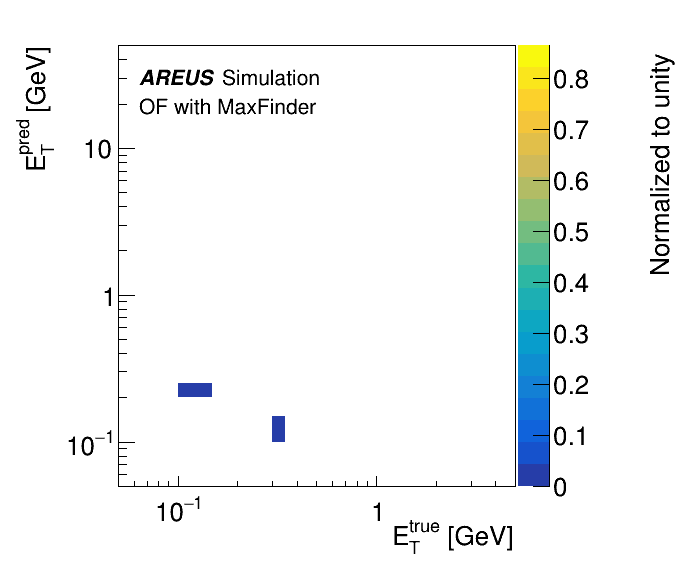 AREUS Simulation
OF with MaxFinder
E_T^pred [GeV]
10
1
10⁻¹
10⁻¹
1
E_T^true [GeV]
0.8
0.7
0.6
0.5
0.4
0.3
0.2
0.1
0
Normalized to unity